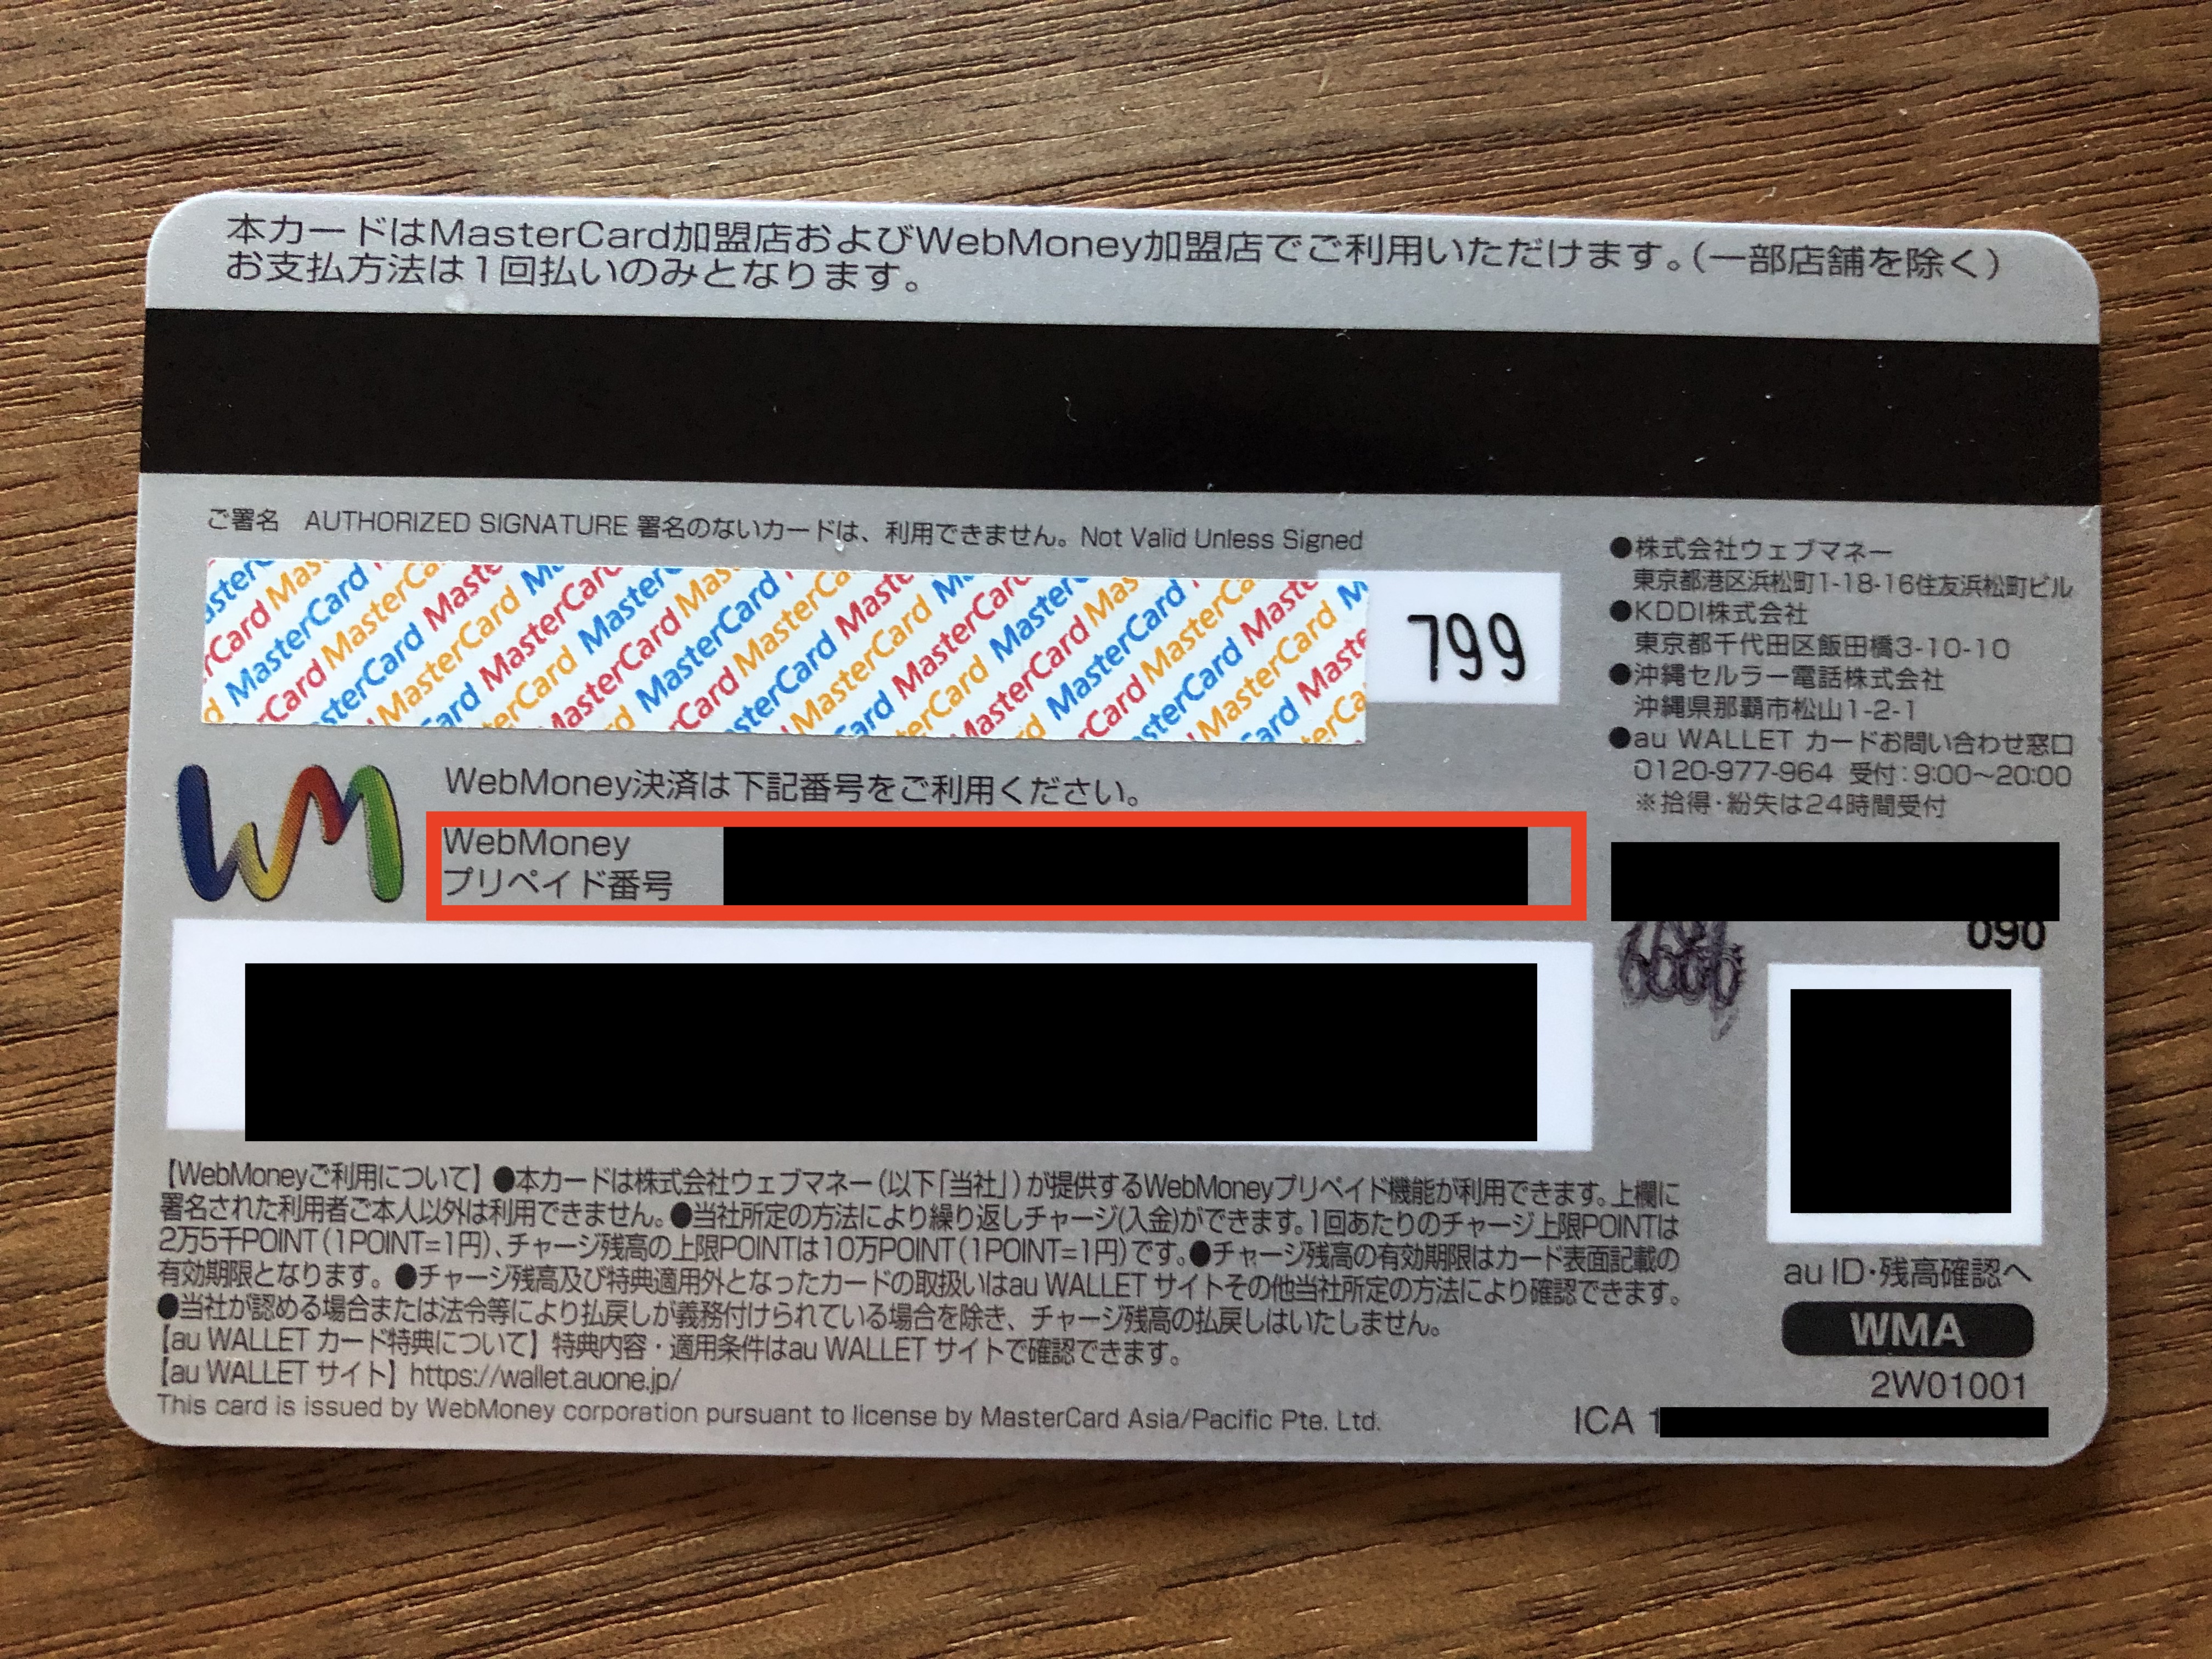 本カードはMasterCard加盟店およびWebMoney加盟店でご利用いただけます。(一部店舗を除く)
お支払方法は1回払いのみとなります。
ご署名 AUTHORIZED SIGNATURE 署名のないカードは、利用できません。Not Valid Unless Signed
MasterCard MasterCard MasterCard
799
●株式会社ウェブマネー
東京都港区浜松町1-18-16住友浜松町ビル
●KDDI株式会社
東京都千代田区飯田橋3-10-10
●沖縄セルラー電話株式会社
沖縄県那覇市松山1-2-1
●au WALLET カードお問い合わせ窓口
0120-977-964 受付:9:00~20:00
※拾得・紛失は24時間受付
WM
WebMoney決済は下記番号をご利用ください。
WebMoney
プリペイド番号
090
【WebMoneyご利用について】●本カードは株式会社ウェブマネー(以下「当社」)が提供するWebMoneyプリペイド機能が利用できます。上欄に
署名された利用者ご本人以外は利用できません。●当社所定の方法により繰り返しチャージ(入金)ができます。1回あたりのチャージ上限POINTは
2万5千POINT(1POINT=1円)、チャージ残高の上限POINTは10万POINT(1POINT=1円)です。●チャージ残高の有効期限はカード表面記載の
有効期限となります。●チャージ残高及び特典適用外となったカードの取扱いはau WALLET サイトその他当社所定の方法により確認できます。
●当社が認める場合または法令等により払戻しが義務付けられている場合を除き、チャージ残高の払戻しはいたしません。
【au WALLET カード特典について】特典内容・適用条件はau WALLET サイトで確認できます。
【au WALLET サイト】https://wallet.auone.jp/
This card is issued by WebMoney corporation pursuant to license by MasterCard Asia/Pacific Pte. Ltd.
au ID・残高確認へ
WMA
2W01001
ICA 1